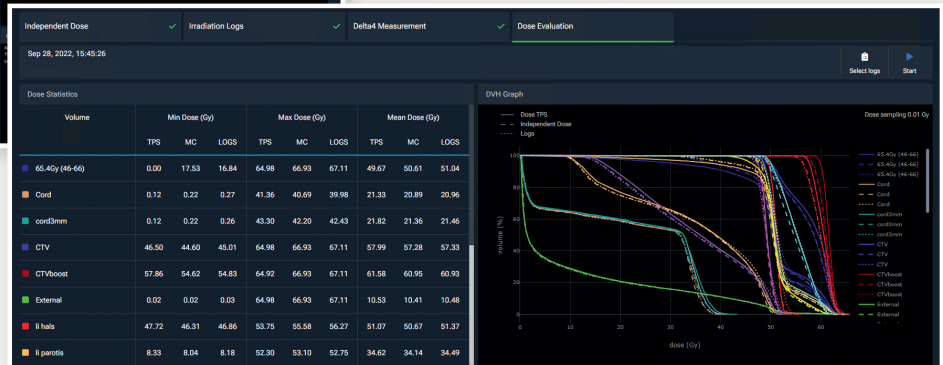 Independent Dose
Irradiation Logs
Delta4 Measurement
Dose Evaluation
Sep 28, 2022, 15:45:26
Select logs
Start
Dose Statistics
Volume Min Dose (Gy) Max Dose (Gy) Mean Dose (Gy)
TPS MC LOGS TPS MC LOGS TPS MC LOGS
65.4Gy (46-66) 0.00 17.53 16.84 64.98 66.93 67.11 49.67 50.61 51.04
Cord 0.12 0.22 0.27 41.36 40.69 39.98 21.33 20.89 20.96
cord3mm 0.12 0.22 0.26 43.30 42.20 42.43 21.82 21.36 21.46
CTV 46.50 44.60 45.01 64.98 66.93 67.11 57.99 57.28 57.33
CTVboost 57.86 54.62 54.83 64.92 66.93 67.11 61.58 60.95 60.93
External 0.02 0.02 0.03 64.98 66.93 67.11 10.53 10.41 10.48
li hals 47.72 46.31 46.86 53.75 55.58 56.27 51.07 50.67 51.37
li parotis 8.33 8.04 8.18 52.30 53.10 52.75 34.62 34.14 34.49
DVH Graph
Dose TPS
Independent Dose
Logs
Dose sampling 0.01 Gy
volume (%)
100
80
60
40
20
0
0 10 20 30 40 50 60
dose (Gy)
65.4Gy (46-66)
65.4Gy (46-66)
65.4Gy (46-66)
Cord
Cord
Cord
cord3mm
cord3mm
cord3mm
CTV
CTV
CTV
CTVboost
CTVboost
CTVboost
External
External